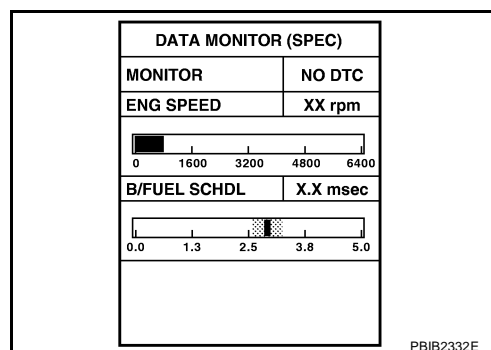 DATA MONITOR (SPEC)
MONITOR NO DTC
ENG SPEED XX rpm
0 1600 3200 4800 6400
B/FUEL SCHDL X.X msec
0.0 1.3 2.5 3.8 5.0
PBIB2332E